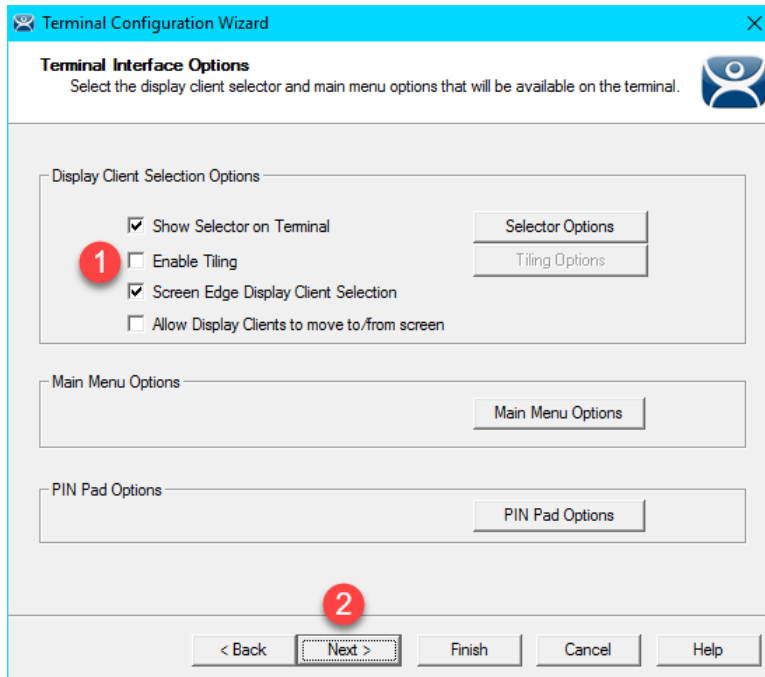 Terminal Configuration Wizard
Terminal Interface Options
Select the display client selector and main menu options that will be available on the terminal.
Display Client Selection Options
Show Selector on Terminal
Selector Options
1
Enable Tiling
Tiling Options
Screen Edge Display Client Selection
Allow Display Clients to move to/from screen
Main Menu Options
Main Menu Options
PIN Pad Options
PIN Pad Options
2
< Back
Next >
Finish
Cancel
Help